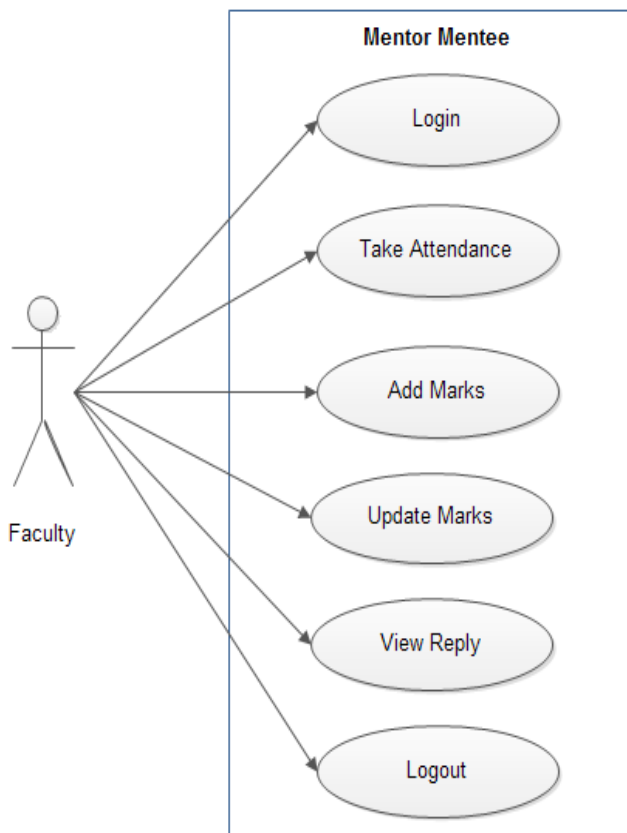 Mentor Mentee
Login
Take Attendance
Add Marks
Update Marks
Faculty
View Reply
Logout